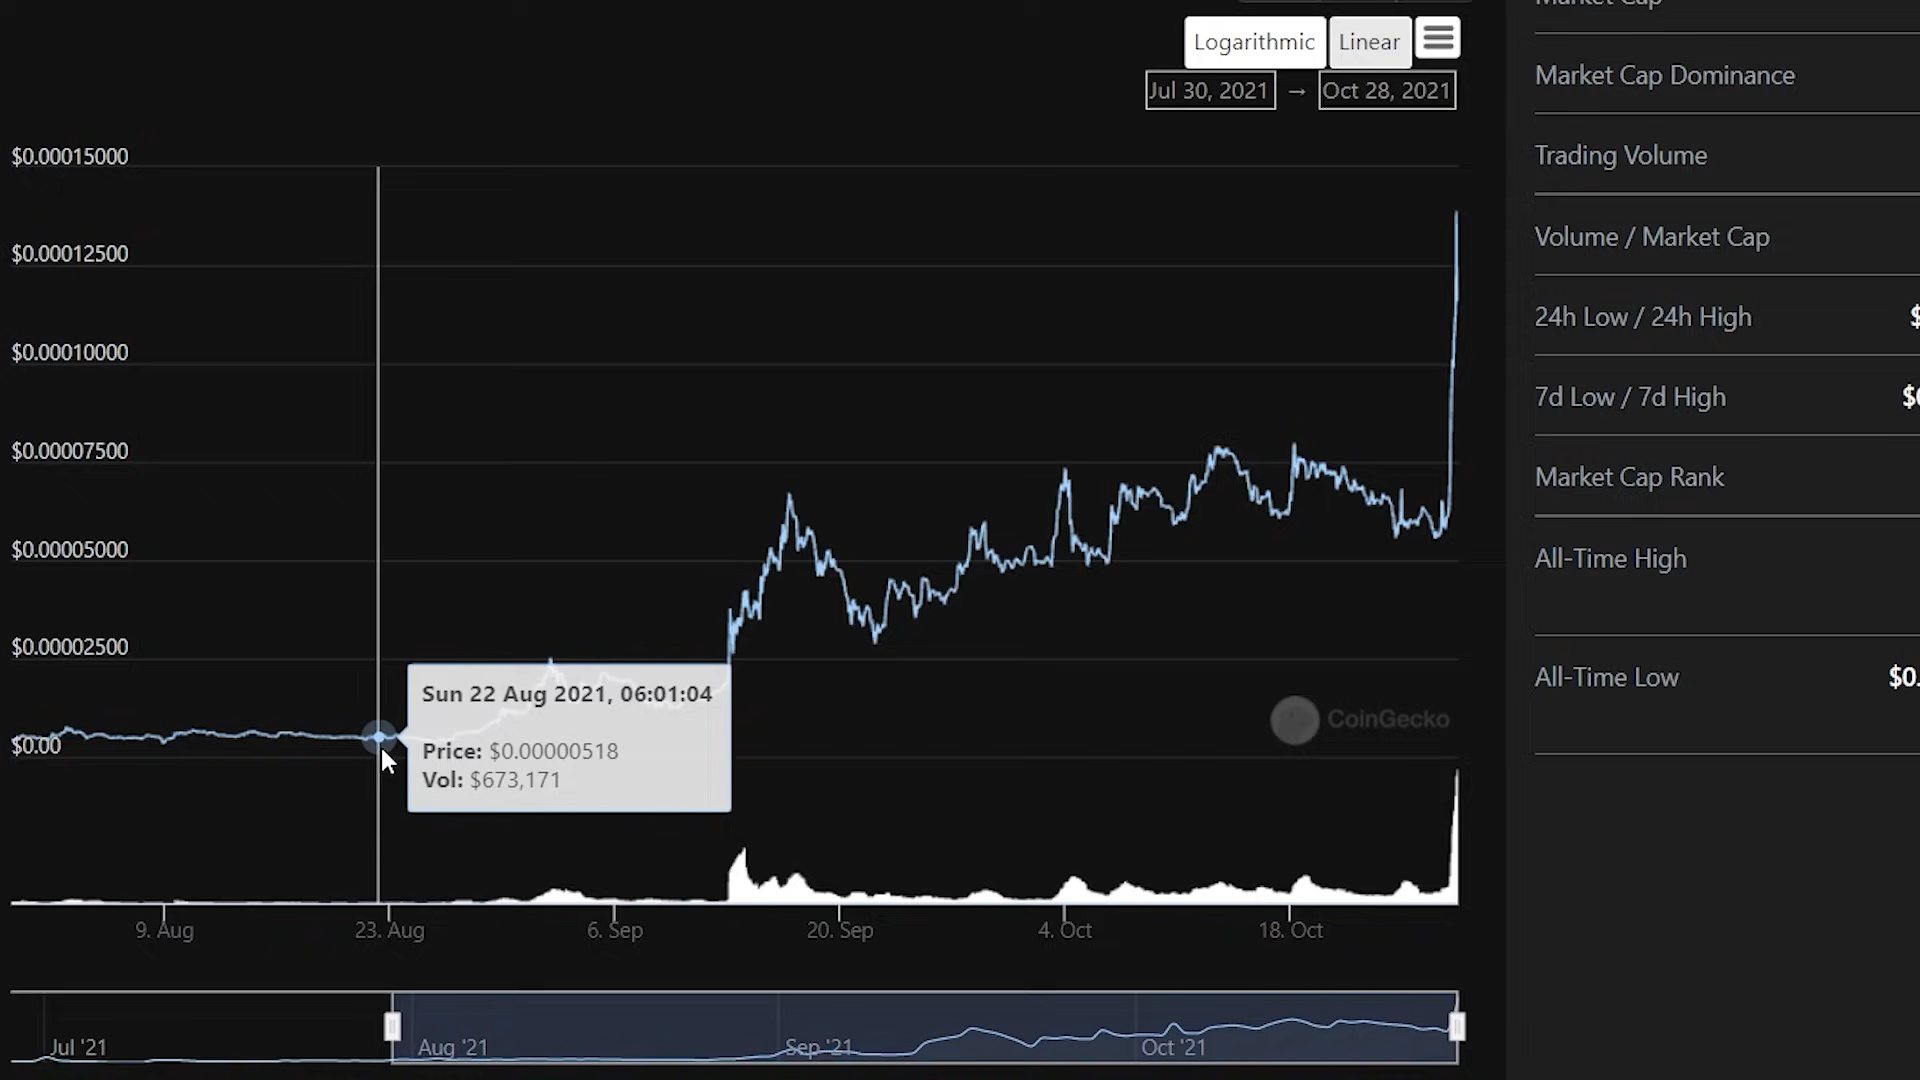 Market Cap
Logarithmic Linear
Jul 30, 2021 → Oct 28, 2021
Market Cap Dominance
Trading Volume
Volume / Market Cap
24h Low / 24h High $
7d Low / 7d High $
Market Cap Rank
All-Time High
All-Time Low $0.
$0.00015000
$0.00012500
$0.00010000
$0.00007500
$0.00005000
$0.00002500
$0.00
Sun 22 Aug 2021, 06:01:04
Price: $0.00000518
Vol: $673,171
CoinGecko
9. Aug 23. Aug 6. Sep 20. Sep 4. Oct 18. Oct
Jul '21 Aug '21 Sep '21 Oct '21